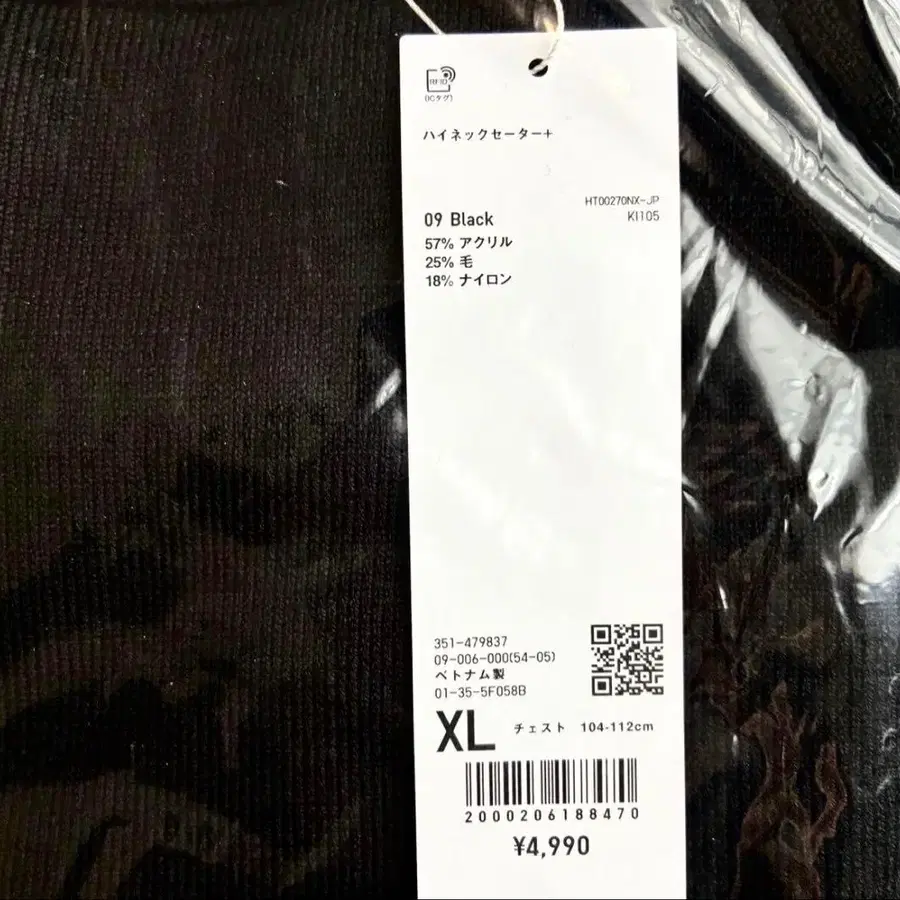 RFID
(ICタグ)
ハイネックセーター+
HT00270NX-JP
09 Black
KI105
57% アクリル
25% 毛
18% ナイロン
351-479837
09-006-000(54-05)
ベトナム製
01-35-5F058B
XL チェスト 104-112cm
2000206188470
¥4,990